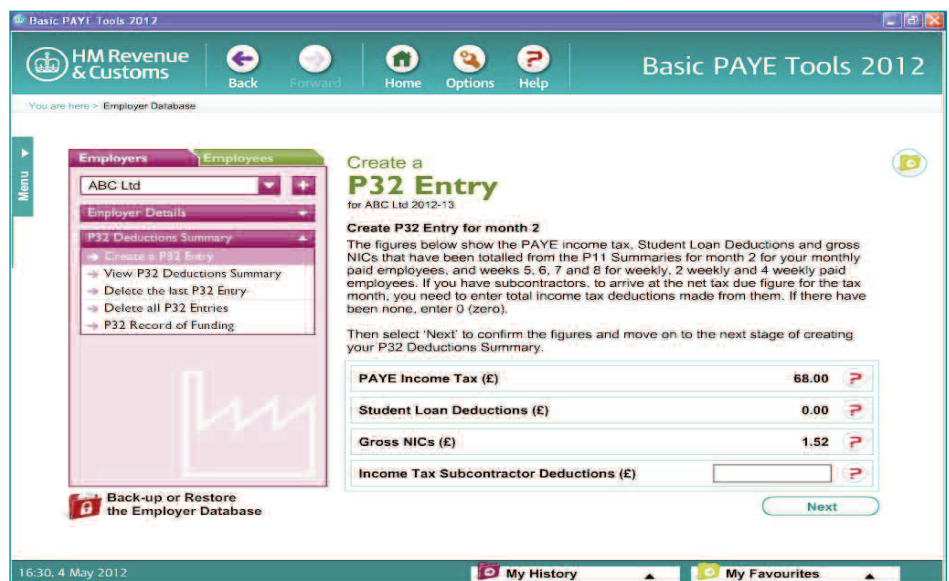 Basic PAYE Tools 2012
HM Revenue
& Customs
Back
Forward
Home
Options
Help
Basic PAYE Tools 2012
You are here > Employer Database
Menu
Employers
Employees
ABC Ltd
Employer Details
P32 Deductions Summary
Create a P32 Entry
View P32 Deductions Summary
Delete the last P32 Entry
Delete all P32 Entries
P32 Record of Funding
Back-up or Restore
the Employer Database
Create a
P32 Entry
for ABC Ltd 2012-13
Create P32 Entry for month 2
The figures below show the PAYE income tax, Student Loan Deductions and gross
NICs that have been totalled from the P11 Summaries for month 2 for your monthly
paid employees, and weeks 5, 6, 7 and 8 for weekly, 2 weekly and 4 weekly paid
employees. If you have subcontractors, to arrive at the net tax due figure for the tax
month, you need to enter total income tax deductions made from them. If there have
been none, enter 0 (zero).
Then select 'Next' to confirm the figures and move on to the next stage of creating
your P32 Deductions Summary.
PAYE Income Tax (£) 68.00 ?
Student Loan Deductions (£) 0.00 ?
Gross NICs (£) 1.52 ?
Income Tax Subcontractor Deductions (£) ?
Next
16:30, 4 May 2012
My History
My Favourites